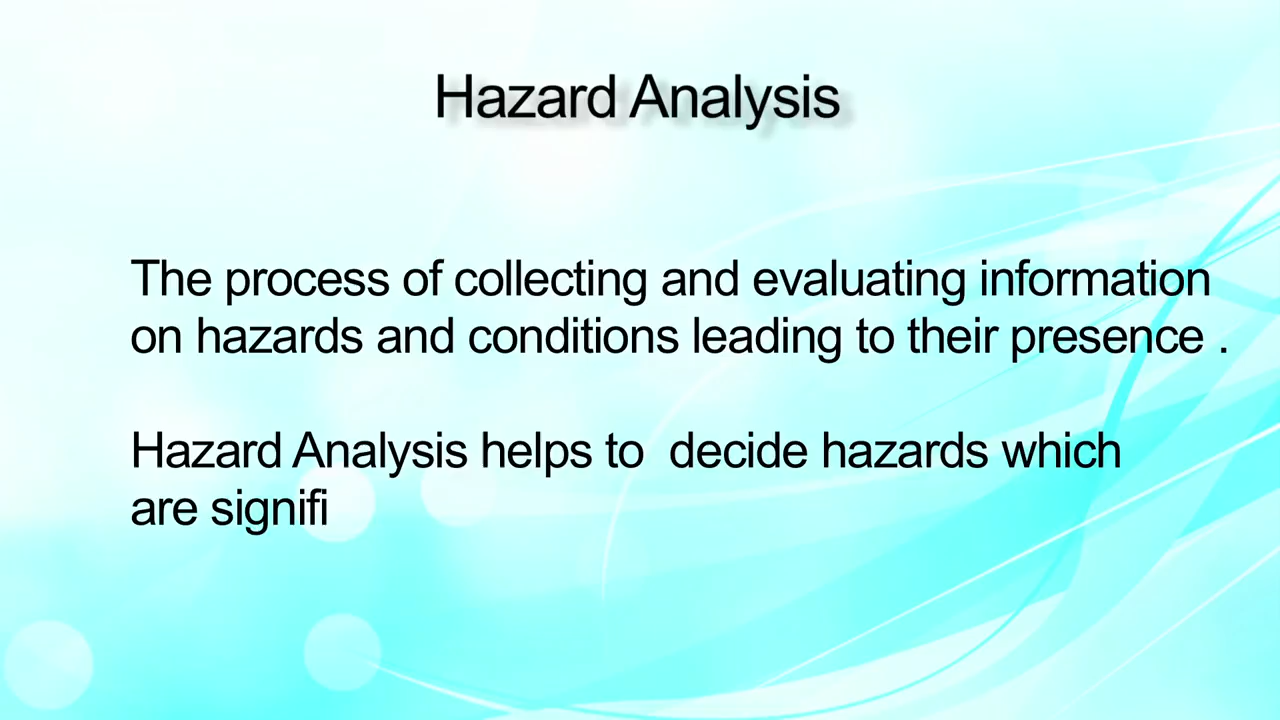 Hazard Analysis
The process of collecting and evaluating information
on hazards and conditions leading to their presence .
Hazard Analysis helps to  decide hazards which
are signifi